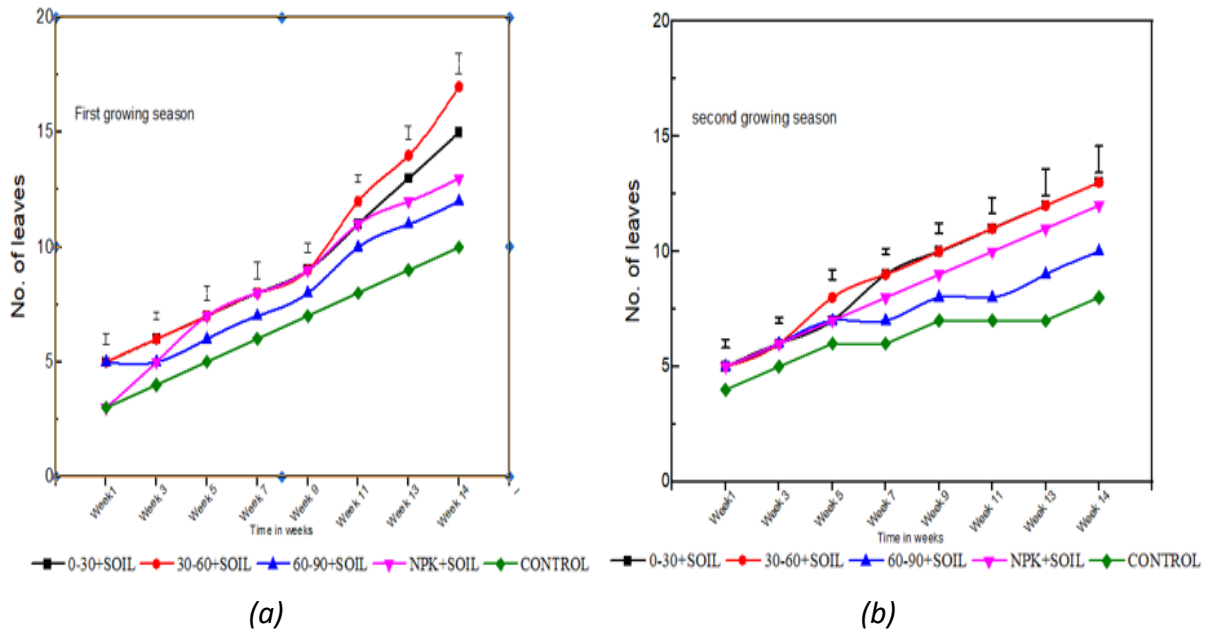 20
15
10
5
0
No. of leaves
First growing season
Week1
Week 3
Week 5
Week 7
Week 9
Week 11
Week 13
Week 14
Time in weeks
0-30+SOIL 30-60+SOIL 60-90+SOIL NPK+SOIL CONTROL
(a)
20
15
10
5
0
No. of leaves
second growing season
Week1
Week 3
Week 5
Week 7
Week 9
Week 11
Week 13
Week 14
Time in weeks
0-30+SOIL 30-60+SOIL 60-90+SOIL NPK+SOIL CONTROL
(b)